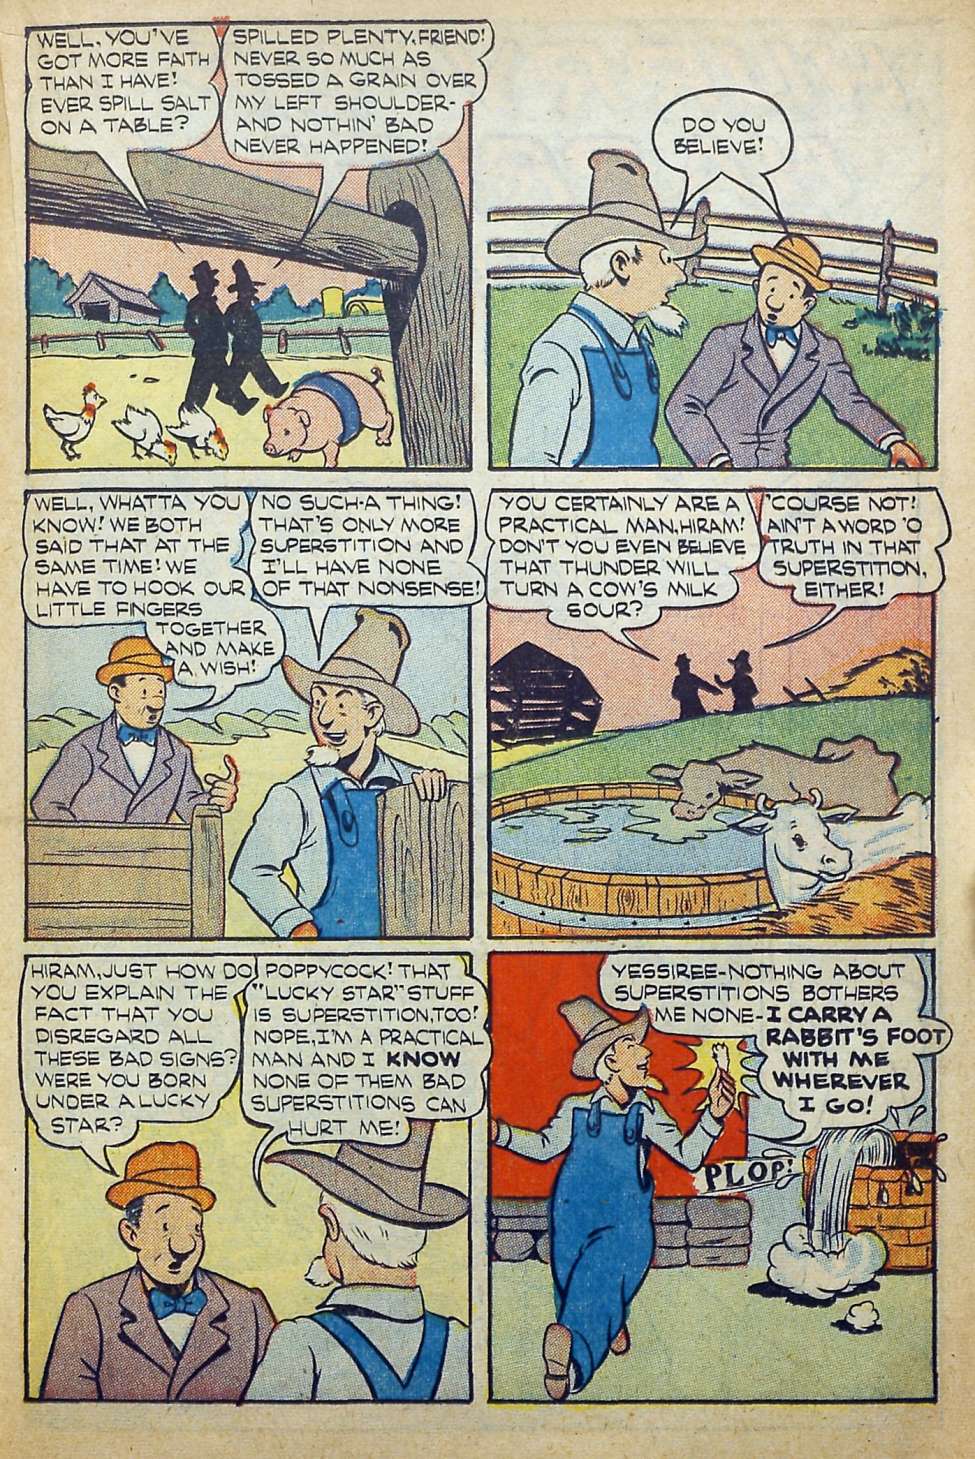 WELL, YOU'VE
GOT MORE FAITH
THAN I HAVE!
EVER SPILL SALT
ON A TABLE?
SPILLED PLENTY, FRIEND!
NEVER SO MUCH AS
TOSSED A GRAIN OVER
MY LEFT SHOULDER-
AND NOTHIN' BAD
NEVER HAPPENED!
DO YOU
BELIEVE!
WELL, WHATTA YOU
KNOW! WE BOTH
SAID THAT AT THE
SAME TIME! WE
HAVE TO HOOK OUR
LITTLE FINGERS
TOGETHER
AND MAKE
A WISH!
NO SUCH-A THING!
THAT'S ONLY MORE
SUPERSTITION AND
I'LL HAVE NONE
OF THAT NONSENSE!
YOU CERTAINLY ARE A
PRACTICAL MAN, HIRAM!
DON'T YOU EVEN BELIEVE
THAT THUNDER WILL
TURN A COW'S MILK
SOUR?
'COURSE NOT!
AIN'T A WORD 'O
TRUTH IN THAT
SUPERSTITION,
EITHER!
HIRAM, JUST HOW DO
YOU EXPLAIN THE
FACT THAT YOU
DISREGARD ALL
THESE BAD SIGNS?
WERE YOU BORN
UNDER A LUCKY
STAR?
POPPYCOCK! THAT
"LUCKY STAR" STUFF
IS SUPERSTITION, TOO!
NOPE, I'M A PRACTICAL
MAN AND I KNOW
NONE OF THEM BAD
SUPERSTITIONS CAN
HURT ME!
YESSIREE-NOTHING ABOUT
SUPERSTITIONS BOTHERS
ME NONE-I CARRY A
RABBIT'S FOOT
WITH ME
WHEREVER
I GO!
PLOP!